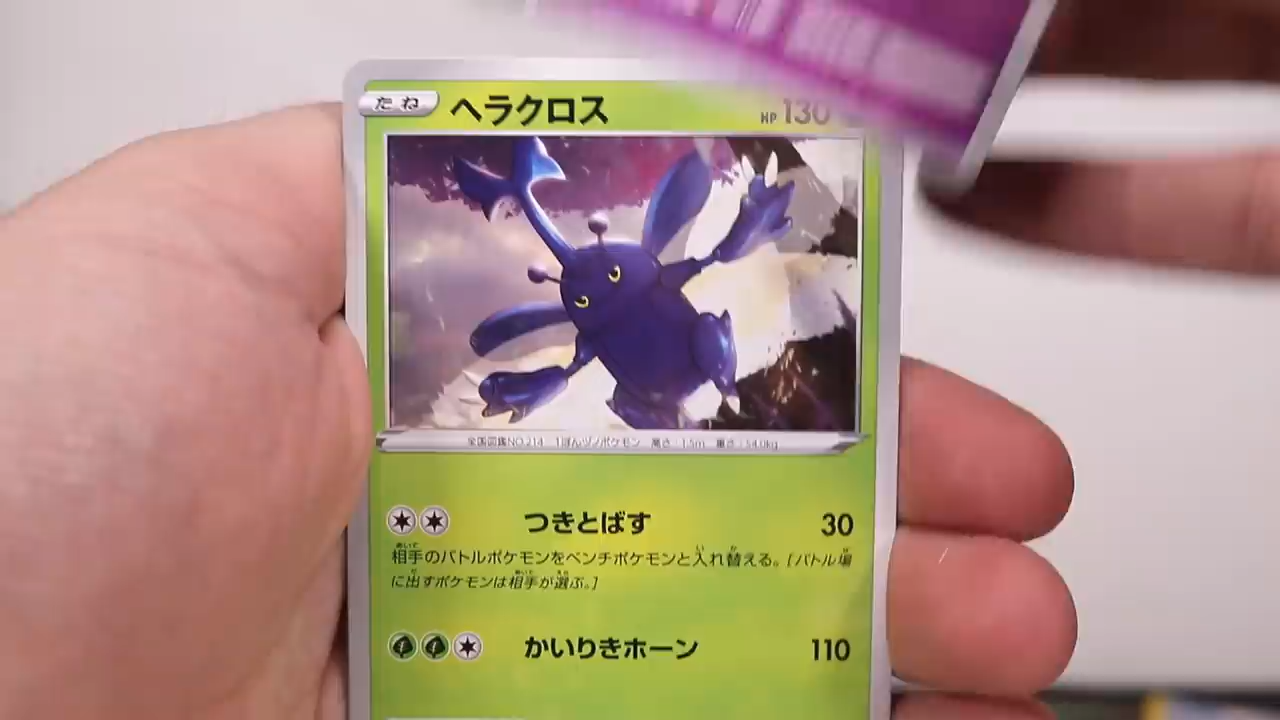 たね ヘラクロス HP 130
全国図鑑NO.214 1ぽんヅノポケモン 高さ:1.5m 重さ:54.0kg
つきとばす 30
相手のバトルポケモンをベンチポケモンと入れ替える。[バトル場
に出すポケモンは相手が選ぶ。]
かいりきホーン 110